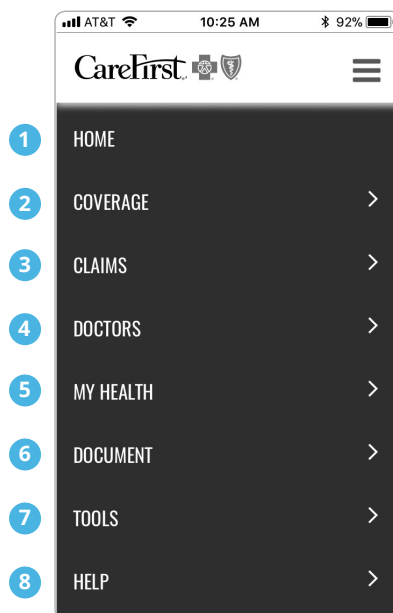 AT&T 10:25 AM 92%
CareFirst
1 HOME
2 COVERAGE
3 CLAIMS
4 DOCTORS
5 MY HEALTH
6 DOCUMENT
7 TOOLS
8 HELP